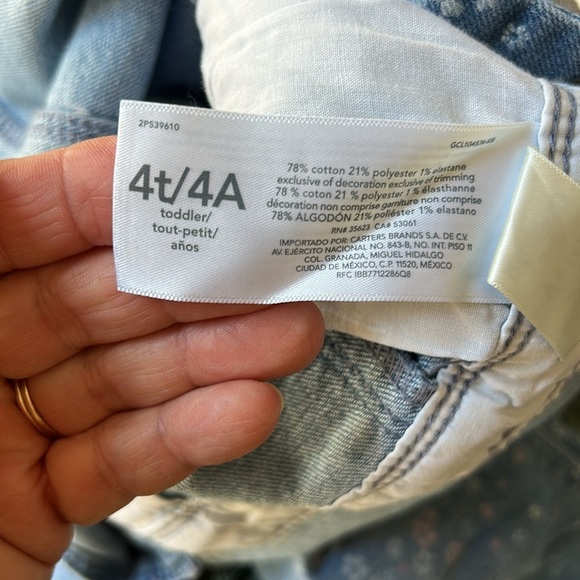 2P539610
4t/4A
toddler/
tout-petit/
años
78% cotton 21% polyester 1% elastane
exclusive of decoration exclusive of trimming
78 % coton 21 % polyester 1 % élasthanne
décoration non comprise garniture non comprise
78% ALGODÓN 21% poliéster 1% elastano
RN# 35623 CA# 53061
IMPORTADO POR: CARTERS BRANDS S.A. DE C.V.
AV. EJÉRCITO NACIONAL NO. 843-B, NO. INT. PISO 11
COL. GRANADA, MIGUEL HIDALGO
CIUDAD DE MÉXICO, C.P. 11520, MÉXICO
RFC IBB7712286Q8